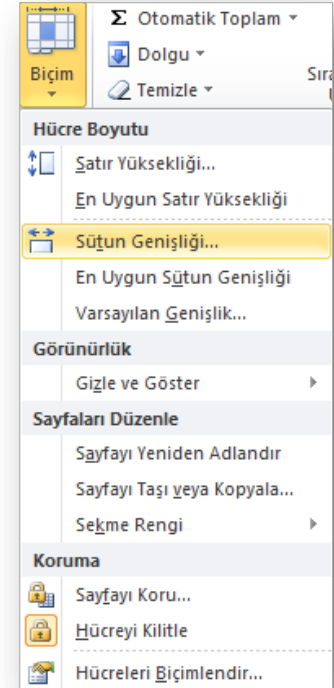 Σ Otomatik Toplam
Dolgu
Biçim
Temizle
Hücre Boyutu
Satır Yüksekliği...
En Uygun Satır Yüksekliği
Sütun Genişliği...
En Uygun Sütun Genişliği
Varsayılan Genişlik...
Görünürlük
Gizle ve Göster
Sayfaları Düzenle
Sayfayı Yeniden Adlandır
Sayfayı Taşı veya Kopyala...
Sekme Rengi
Koruma
Sayfayı Koru...
Hücreyi Kilitle
Hücreleri Biçimlendir...